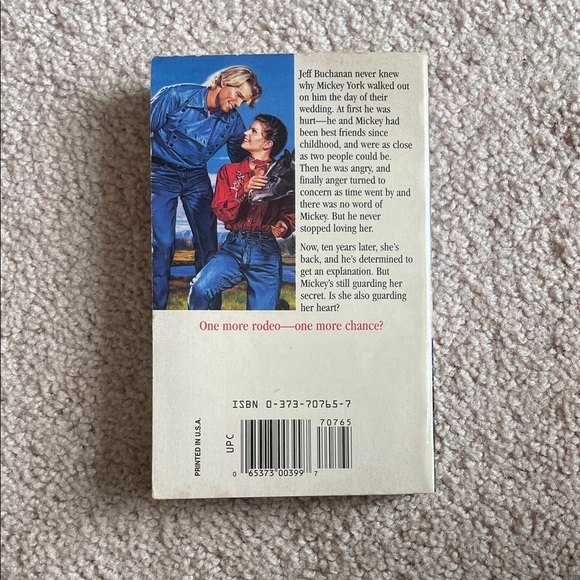 Jeff Buchanan never knew
why Mickey York walked out
on him the day of their
wedding. At first he was
hurt—he and Mickey had
been best friends since
childhood, and were as close
as two people could be.
Then he was angry, and
finally anger turned to
concern as time went by and
there was no word of
Mickey. But he never
stopped loving her.
Now, ten years later, she's
back, and he's determined to
get an explanation. But
Mickey's still guarding her
secret. Is she also guarding
her heart?
One more rodeo—one more chance?
ISBN 0-373-70765-7
70765
UPC
PRINTED IN U.S.A.
0 65373 00399 7